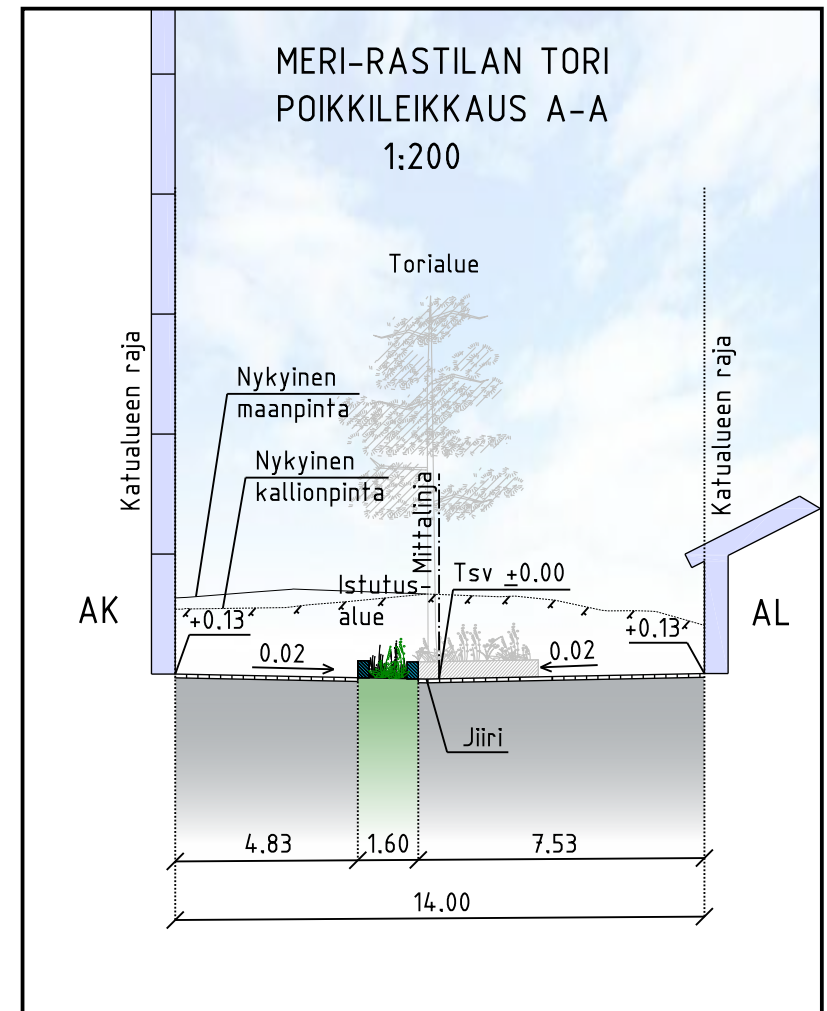 MERI-RASTILAN TORI
POIKKILEIKKAUS A-A
1:200
Torialue
Katualueen raja
Katualueen raja
Nykyinen
maanpinta
Nykyinen
kallionpinta
Mittalinja
Istutus-
alue
Tsv ±0.00
AK
AL
+0.13
+0.13
0.02
0.02
Jiiri
4.83
1.60
7.53
14.00